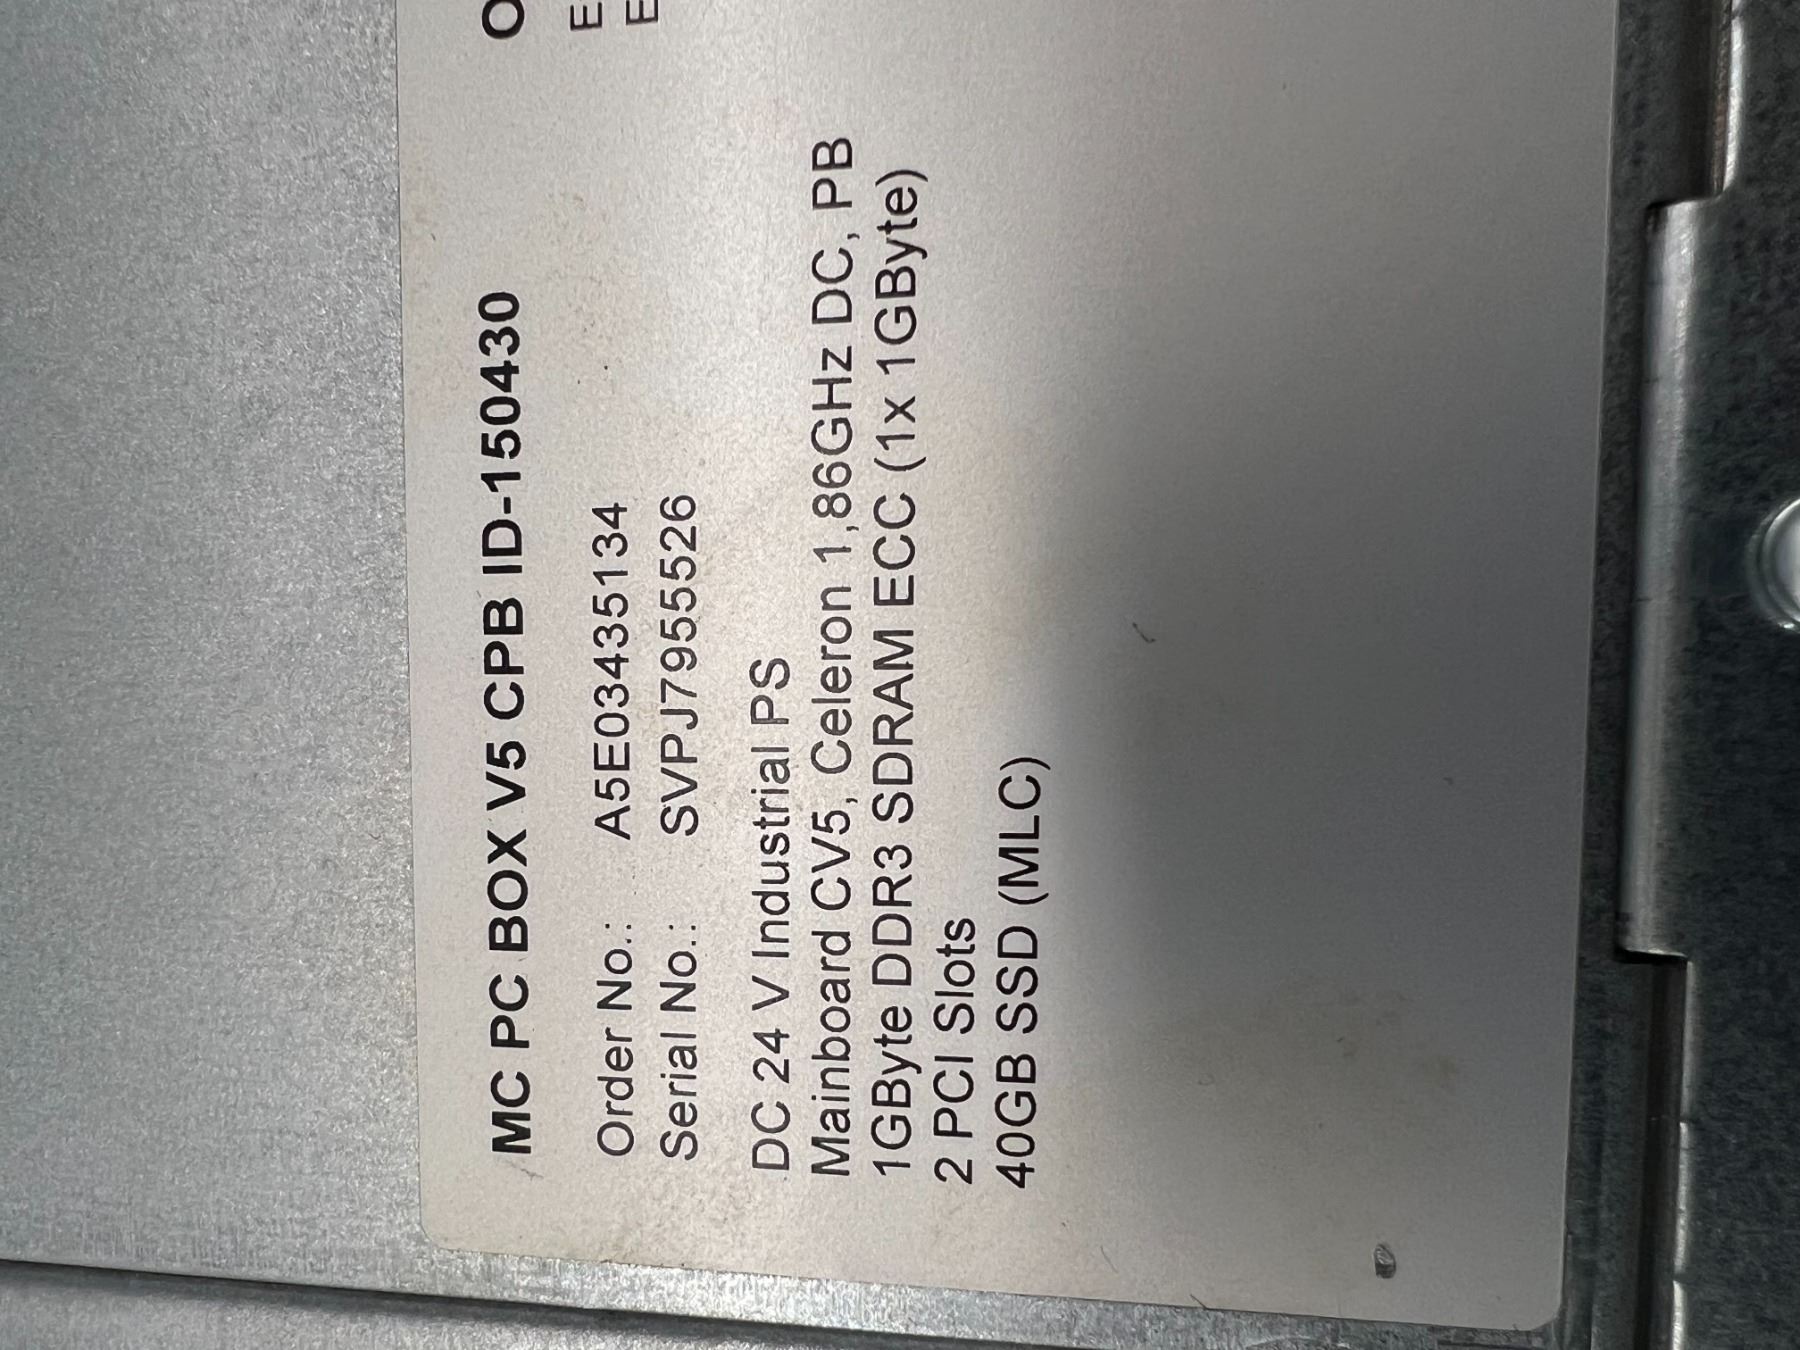 MC PC BOX V5 CPB ID-150430
Order No.: A5E03435134
Serial No.: SVPJ7955526
DC 24 V Industrial PS
Mainboard CV5, Celeron 1,86GHz DC, PB
1GByte DDR3 SDRAM ECC (1x 1GByte)
2 PCI Slots
40GB SSD (MLC)